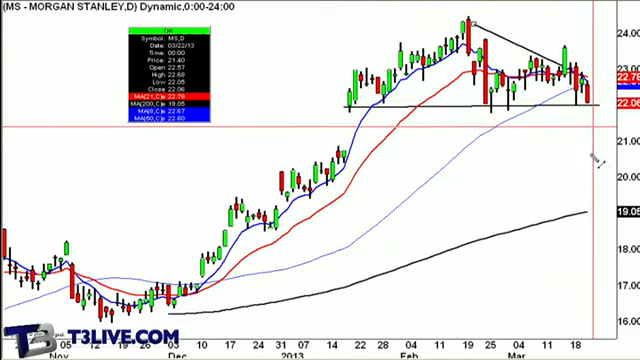 (MS - MORGAN STANLEY,D) Dynamic,0:00-24:00
Symbol: MS,D
Date: 03/22/13
Time: 00:00
Price: 21.40
Open 22.57
High 22.68
Low 22.05
Close 22.06
MA(21,C)= 22.78
MA(200,C)= 19.05
MA(8,C)= 22.87
MA(50,C)= 22.60
24.00
23.00
22.78
22.06
21.00
20.00
19.05
18.00
17.00
16.00
Nov 05 12 19 26 03 Dec 10 17 24 31 2013 07 14 22 28 04 Feb 11 19 25 04 Mar 11 18
T3 T3LIVE.COM